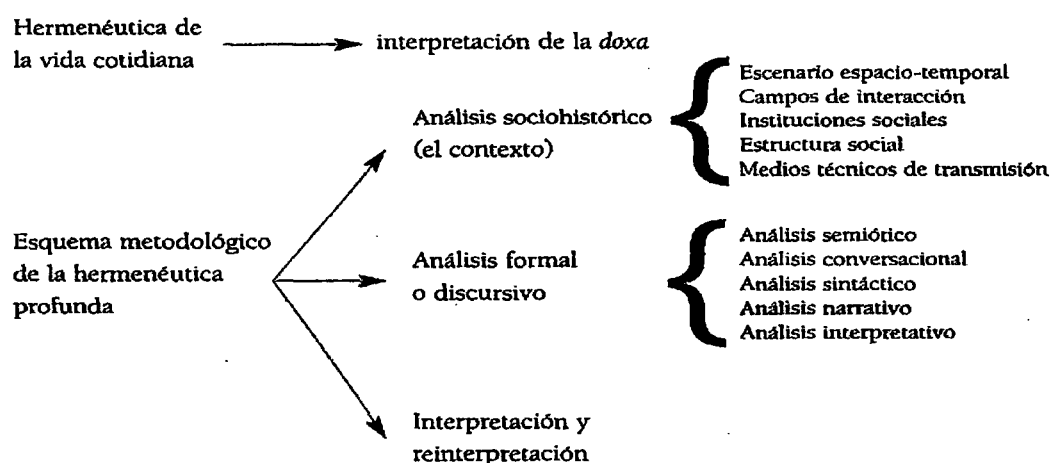 Hermenéutica de
la vida cotidiana
interpretación de la doxa
Análisis sociohistórico
(el contexto)
Escenario espacio-temporal
Campos de interacción
Instituciones sociales
Estructura social
Medios técnicos de transmisión
Esquema metodológico
de la hermenéutica
profunda
Análisis formal
o discursivo
Análisis semiótico
Análisis conversacional
Análisis sintáctico
Análisis narrativo
Análisis interpretativo
Interpretación y
reinterpretación